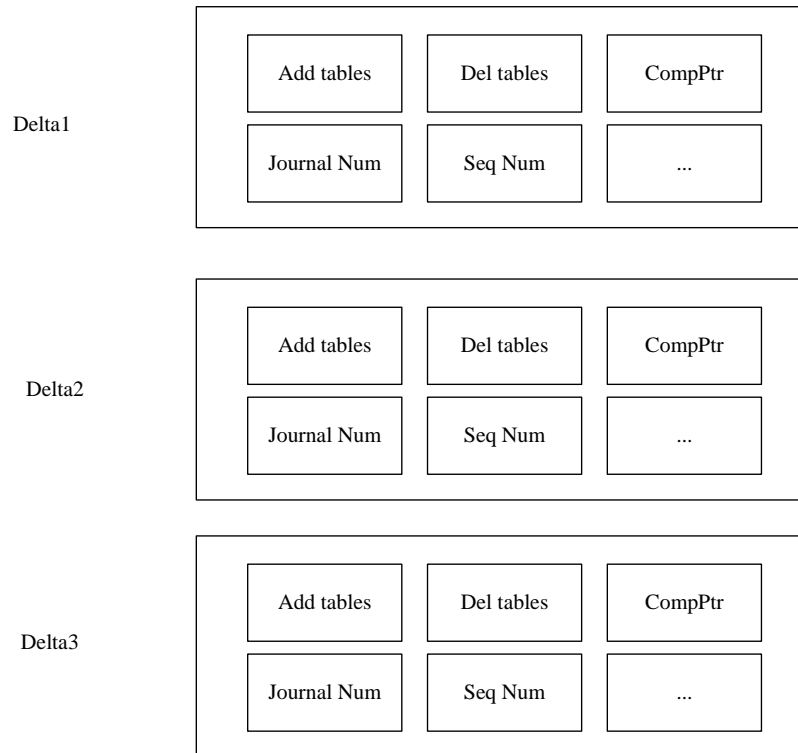 Delta1
Add tables
Del tables
CompPtr
Journal Num
Seq Num
...
Delta2
Add tables
Del tables
CompPtr
Journal Num
Seq Num
...
Delta3
Add tables
Del tables
CompPtr
Journal Num
Seq Num
...